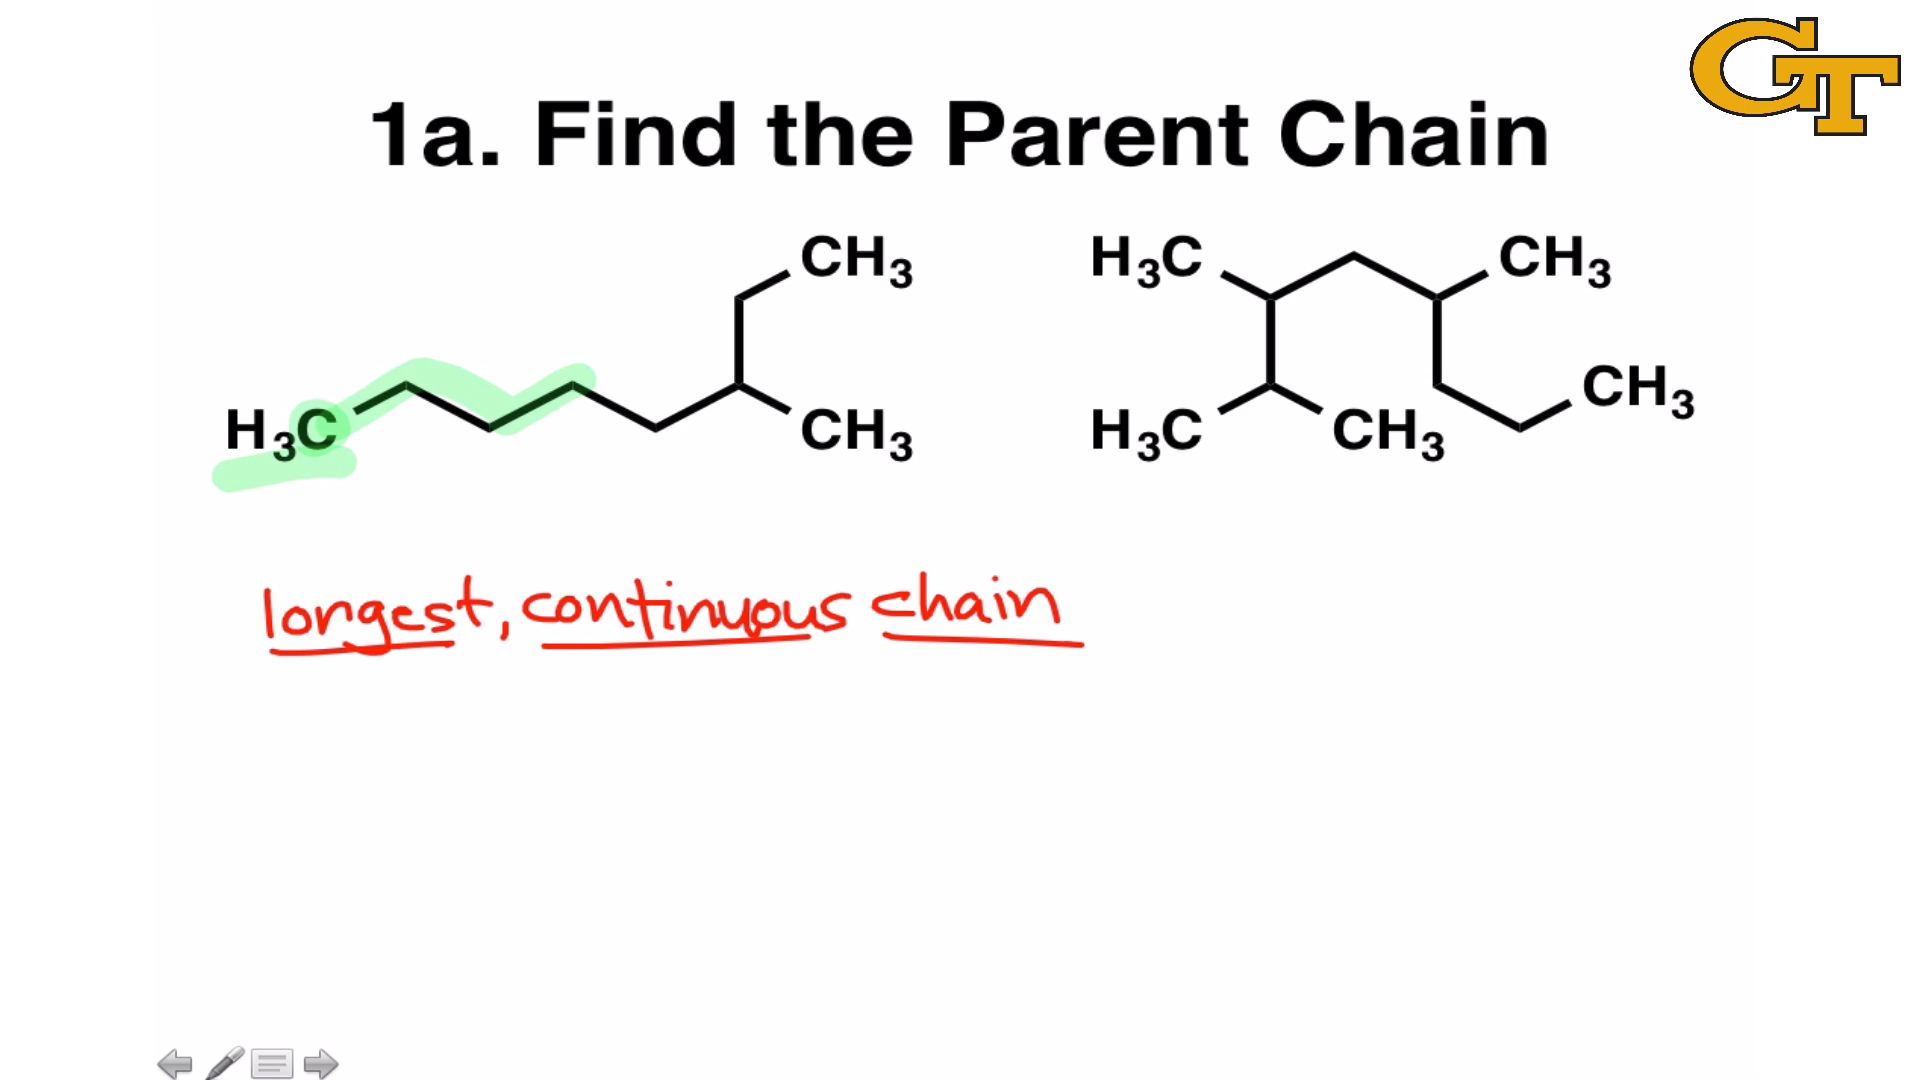 GT
1a. Find the Parent Chain
CH₃ H₃C CH₃
CH₃
H₃C CH₃ H₃C CH₃
longest, continuous chain